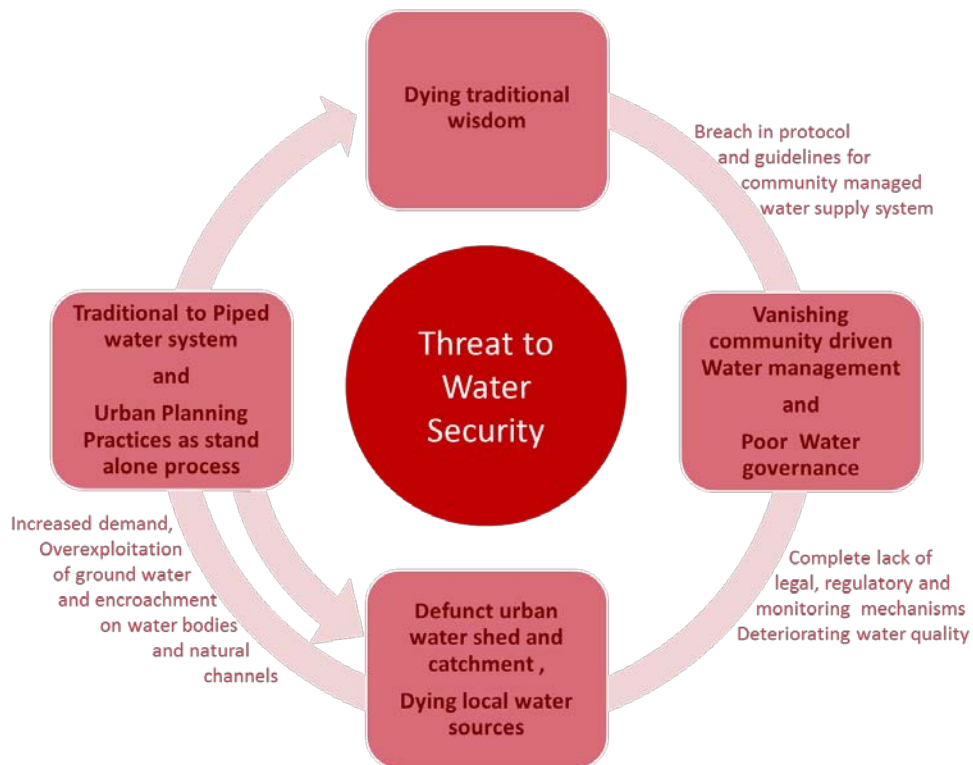 Dying traditional
wisdom
Breach in protocol
and guidelines for
community managed
water supply system
Traditional to Piped
water system
and
Urban Planning
Practices as stand
alone process
Threat to
Water
Security
Vanishing
community driven
Water management
and
Poor Water
governance
Increased demand,
Overexploitation
of ground water
and encroachment
on water bodies
and natural
channels
Defunct urban
water shed and
catchment ,
Dying local water
sources
Complete lack of
legal, regulatory and
monitoring mechanisms
Deteriorating water quality